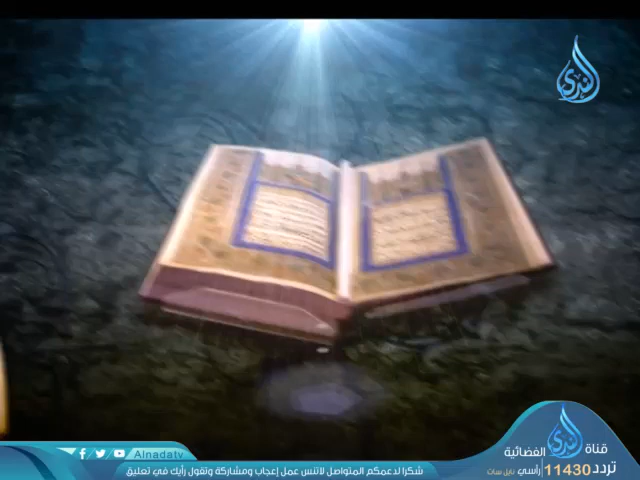 الندى
قناة الندى الفضائية
تردد 11430 رأسي نايل سات
Alnadatv
شكرا لدعمكم المتواصل لاتنس عمل إعجاب ومشاركة وتقول رأيك في تعليق